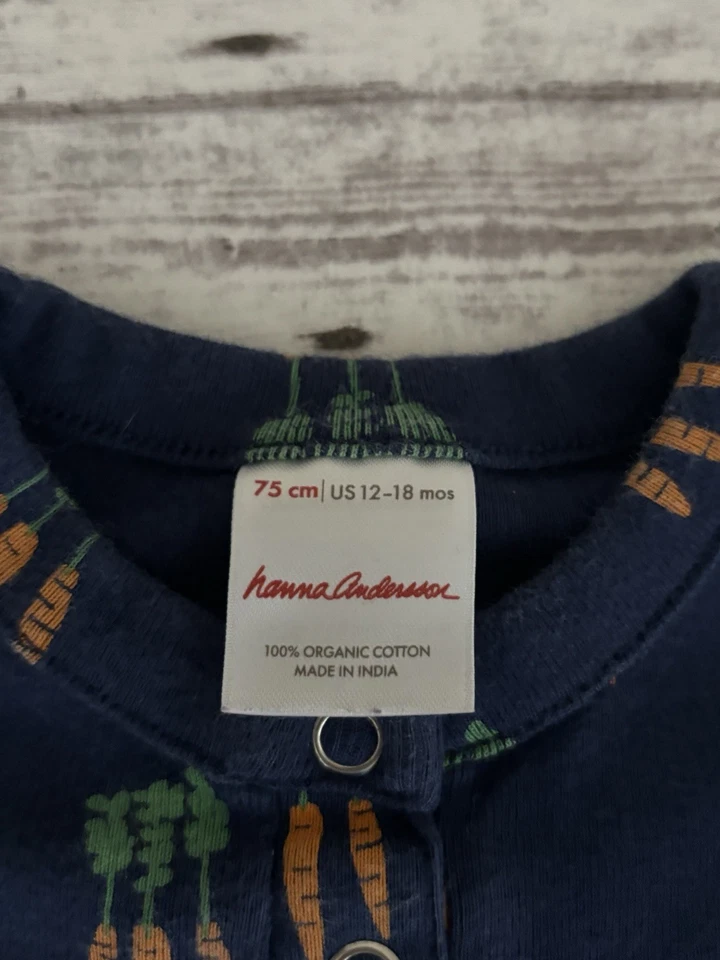 75 cm | US 12-18 mos
hanna Andersson
100% ORGANIC COTTON
MADE IN INDIA